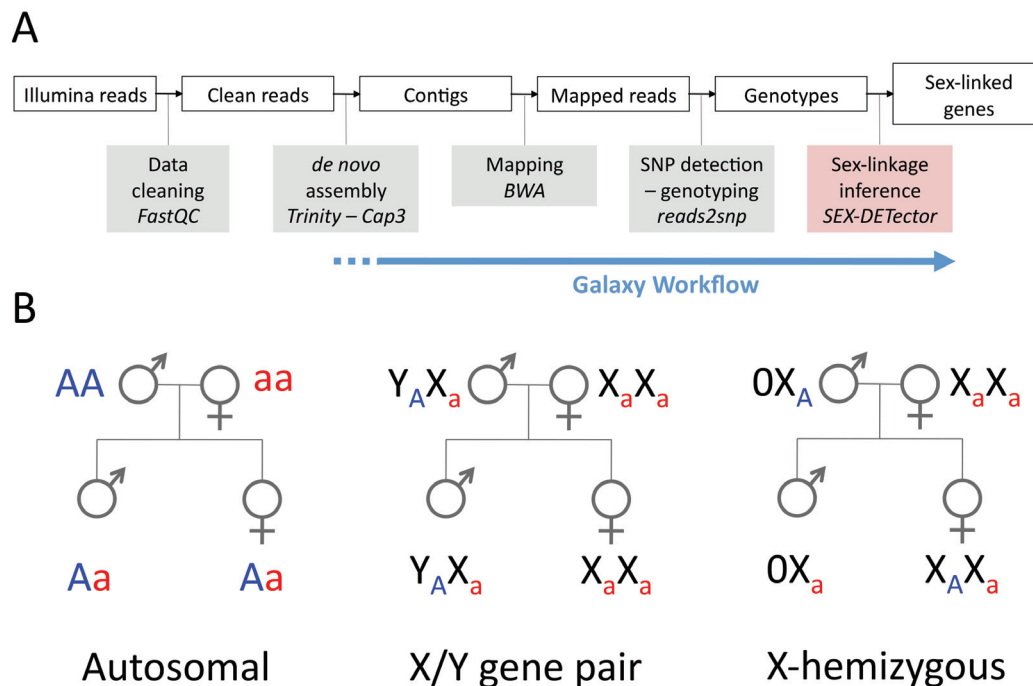 A
Illumina reads
Clean reads
Contigs
Mapped reads
Genotypes
Sex-linked
genes
Data
cleaning
FastQC
de novo
assembly
Trinity – Cap3
Mapping
BWA
SNP detection
– genotyping
reads2snp
Sex-linkage
inference
SEX-DETector
Galaxy Workflow
B
AA
aa
Aa
Aa
Autosomal
YAXa
XaXa
YAXa
XaXa
X/Y gene pair
0XA
XaXa
0Xa
XAXa
X-hemizygous